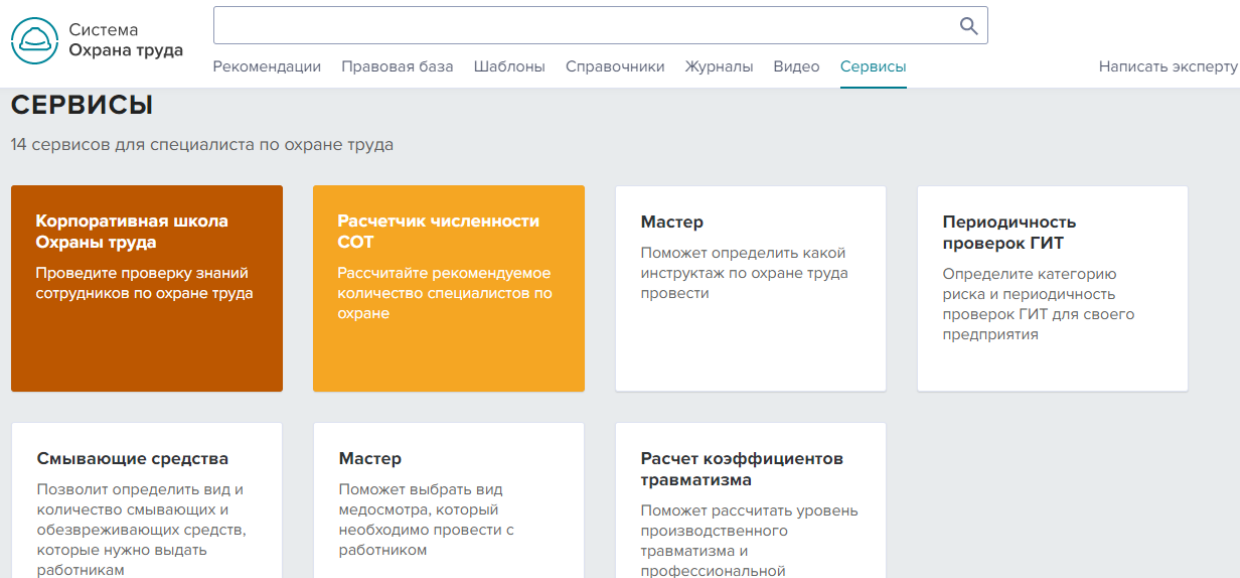 Система
Охрана труда
Рекомендации Правовая база Шаблоны Справочники Журналы Видео Сервисы Написать эксперту
СЕРВИСЫ
14 сервисов для специалиста по охране труда
Корпоративная школа
Охраны труда
Проведите проверку знаний
сотрудников по охране труда
Расчетчик численности
СОТ
Рассчитайте рекомендуемое
количество специалистов по
охране
Мастер
Поможет определить какой
инструктаж по охране труда
провести
Периодичность
проверок ГИТ
Определите категорию
риска и периодичность
проверок ГИТ для своего
предприятия
Смывающие средства
Позволит определить вид и
количество смывающих и
обезвреживающих средств,
которые нужно выдать
работникам
Мастер
Поможет выбрать вид
медосмотра, который
необходимо провести с
работником
Расчет коэффициентов
травматизма
Поможет рассчитать уровень
производственного
травматизма и
профессиональной